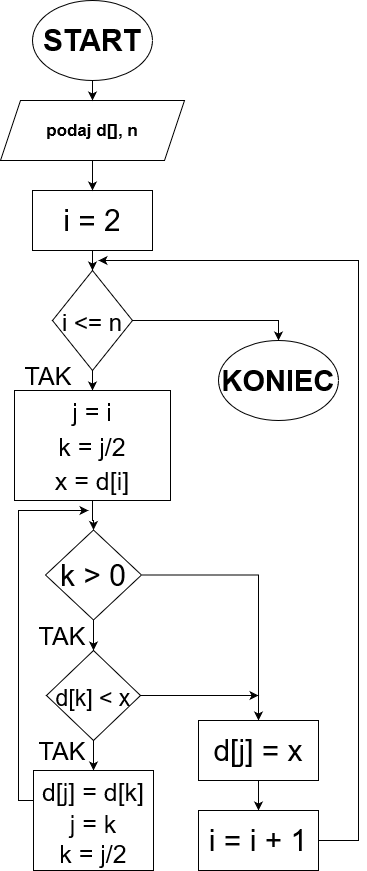 START
podaj d[], n
i = 2
i <= n
TAK
KONIEC
j = i
k = j/2
x = d[i]
k > 0
TAK
d[k] < x
TAK
d[j] = d[k]
j = k
k = j/2
d[j] = x
i = i + 1